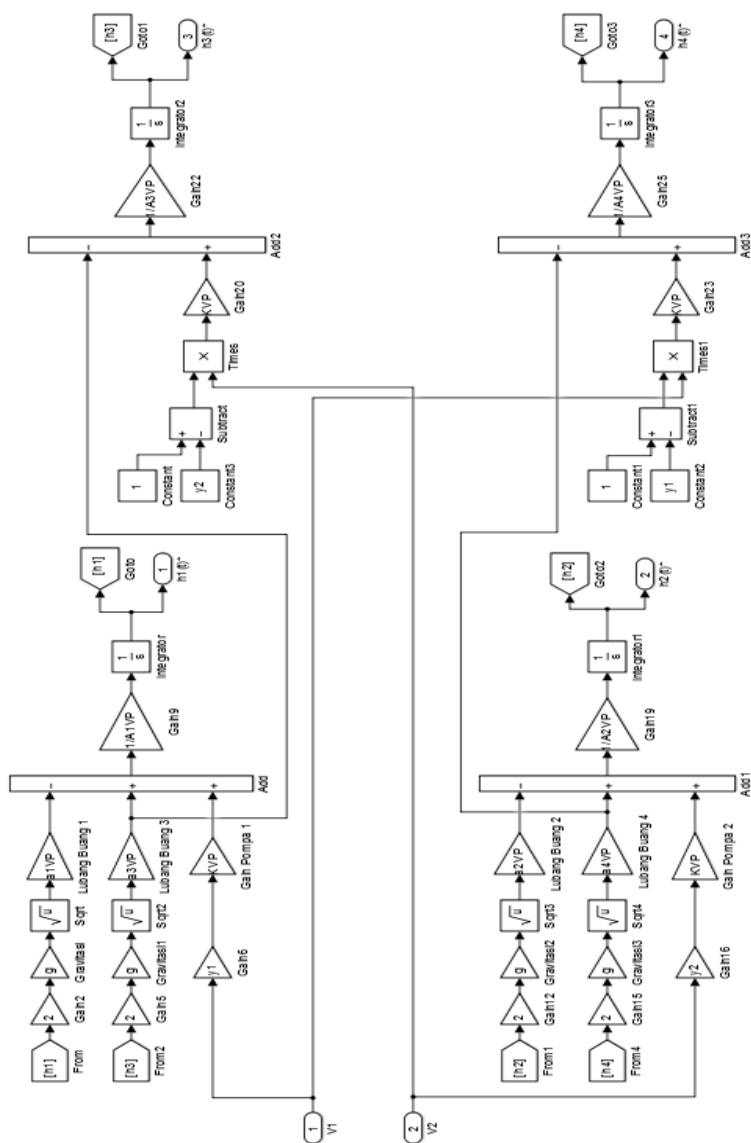 [h1]
From
2
Gain2
g
Gravitasi
√u
Sqrt
a1VP
Lubang Buang 1
[h3]
From2
2
Gain5
g
Gravitasi1
√u
Sqrt2
a3VP
Lubang Buang 3
y1
Gain6
KVP
Gain Pompa 1
−
+
+
Add
1/A1VP
Gain9
1
s
Integrator
[h1]
Goto
1
h1(t)~
1
Constant
y2
Constant3
+
−
Subtract
X
Times
KVP
Gain20
−
+
Add2
1/A3VP
Gain22
1
s
Integrator2
[h3]
Goto1
3
h3(t)~
1
V1
2
V2
[h2]
From1
2
Gain12
g
Gravitasi2
√u
Sqrt3
a2VP
Lubang Buang 2
[h4]
From4
2
Gain15
g
Gravitasi3
√u
Sqrt4
a4VP
Lubang Buang 4
y2
Gain16
KVP
Gain Pompa 2
−
+
+
Add1
1/A2VP
Gain19
1
s
Integrator1
[h2]
Goto2
2
h2(t)~
1
Constant1
y1
Constant2
+
−
Subtract1
X
Times1
KVP
Gain23
−
+
Add3
1/A4VP
Gain25
1
s
Integrator3
[h4]
Goto3
4
h4(t)~